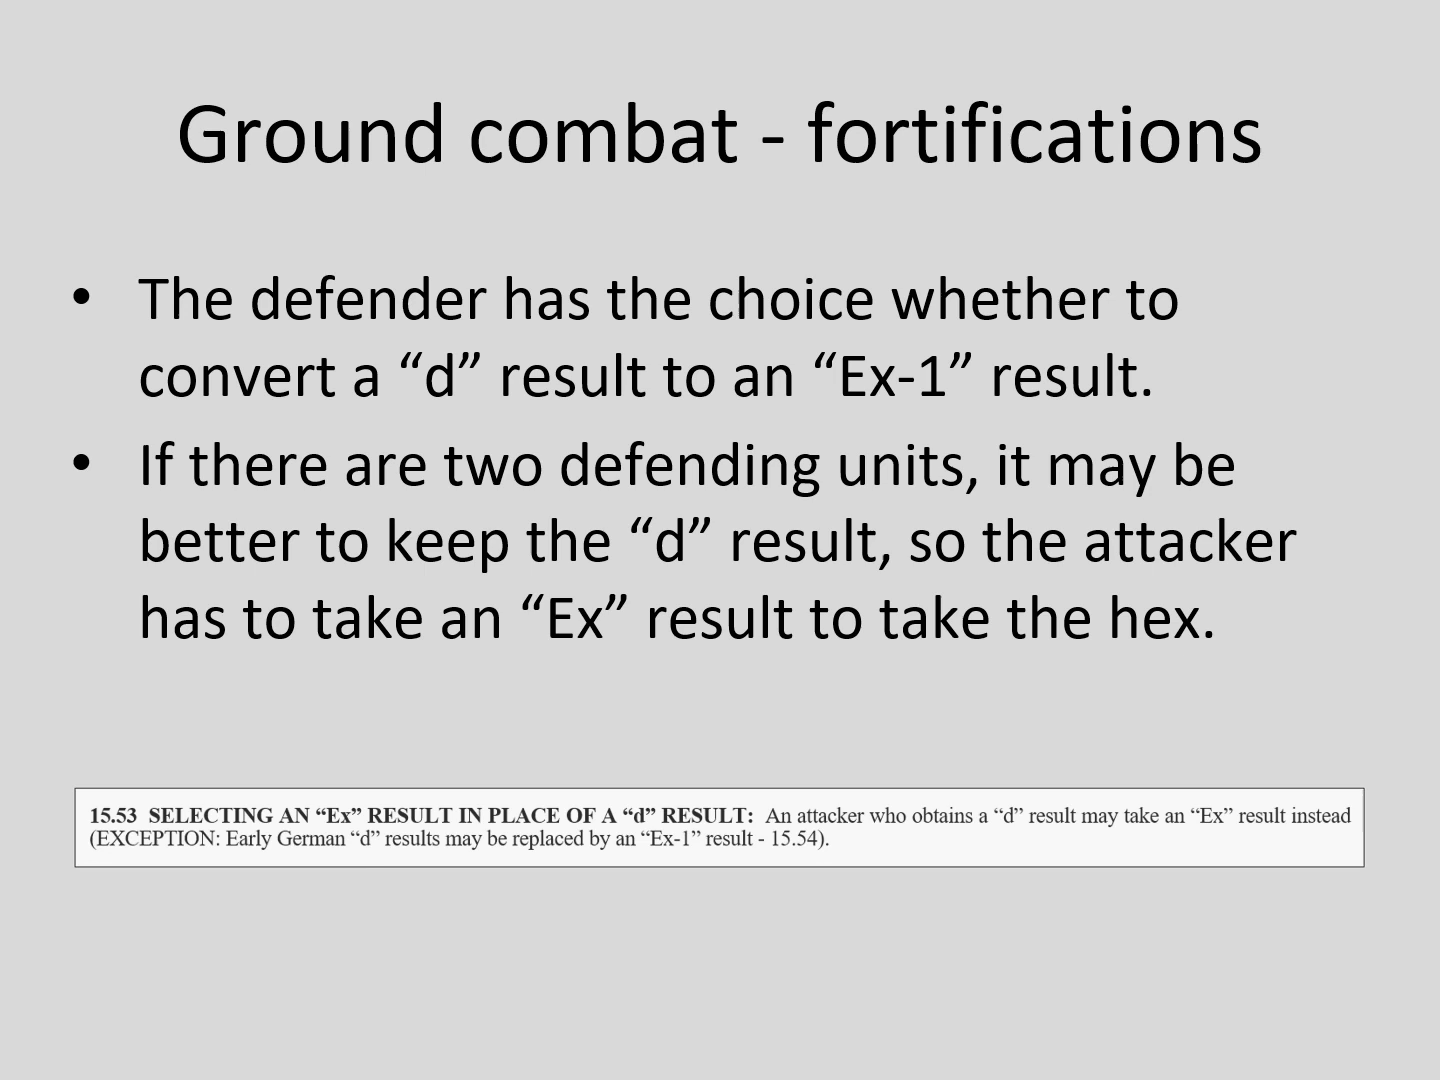 Ground combat - fortifications
• The defender has the choice whether to
convert a “d” result to an “Ex-1” result.
• If there are two defending units, it may be
better to keep the “d” result, so the attacker
has to take an “Ex” result to take the hex.
15.53 SELECTING AN “Ex” RESULT IN PLACE OF A “d” RESULT: An attacker who obtains a “d” result may take an “Ex” result instead
(EXCEPTION: Early German “d” results may be replaced by an “Ex-1” result - 15.54).